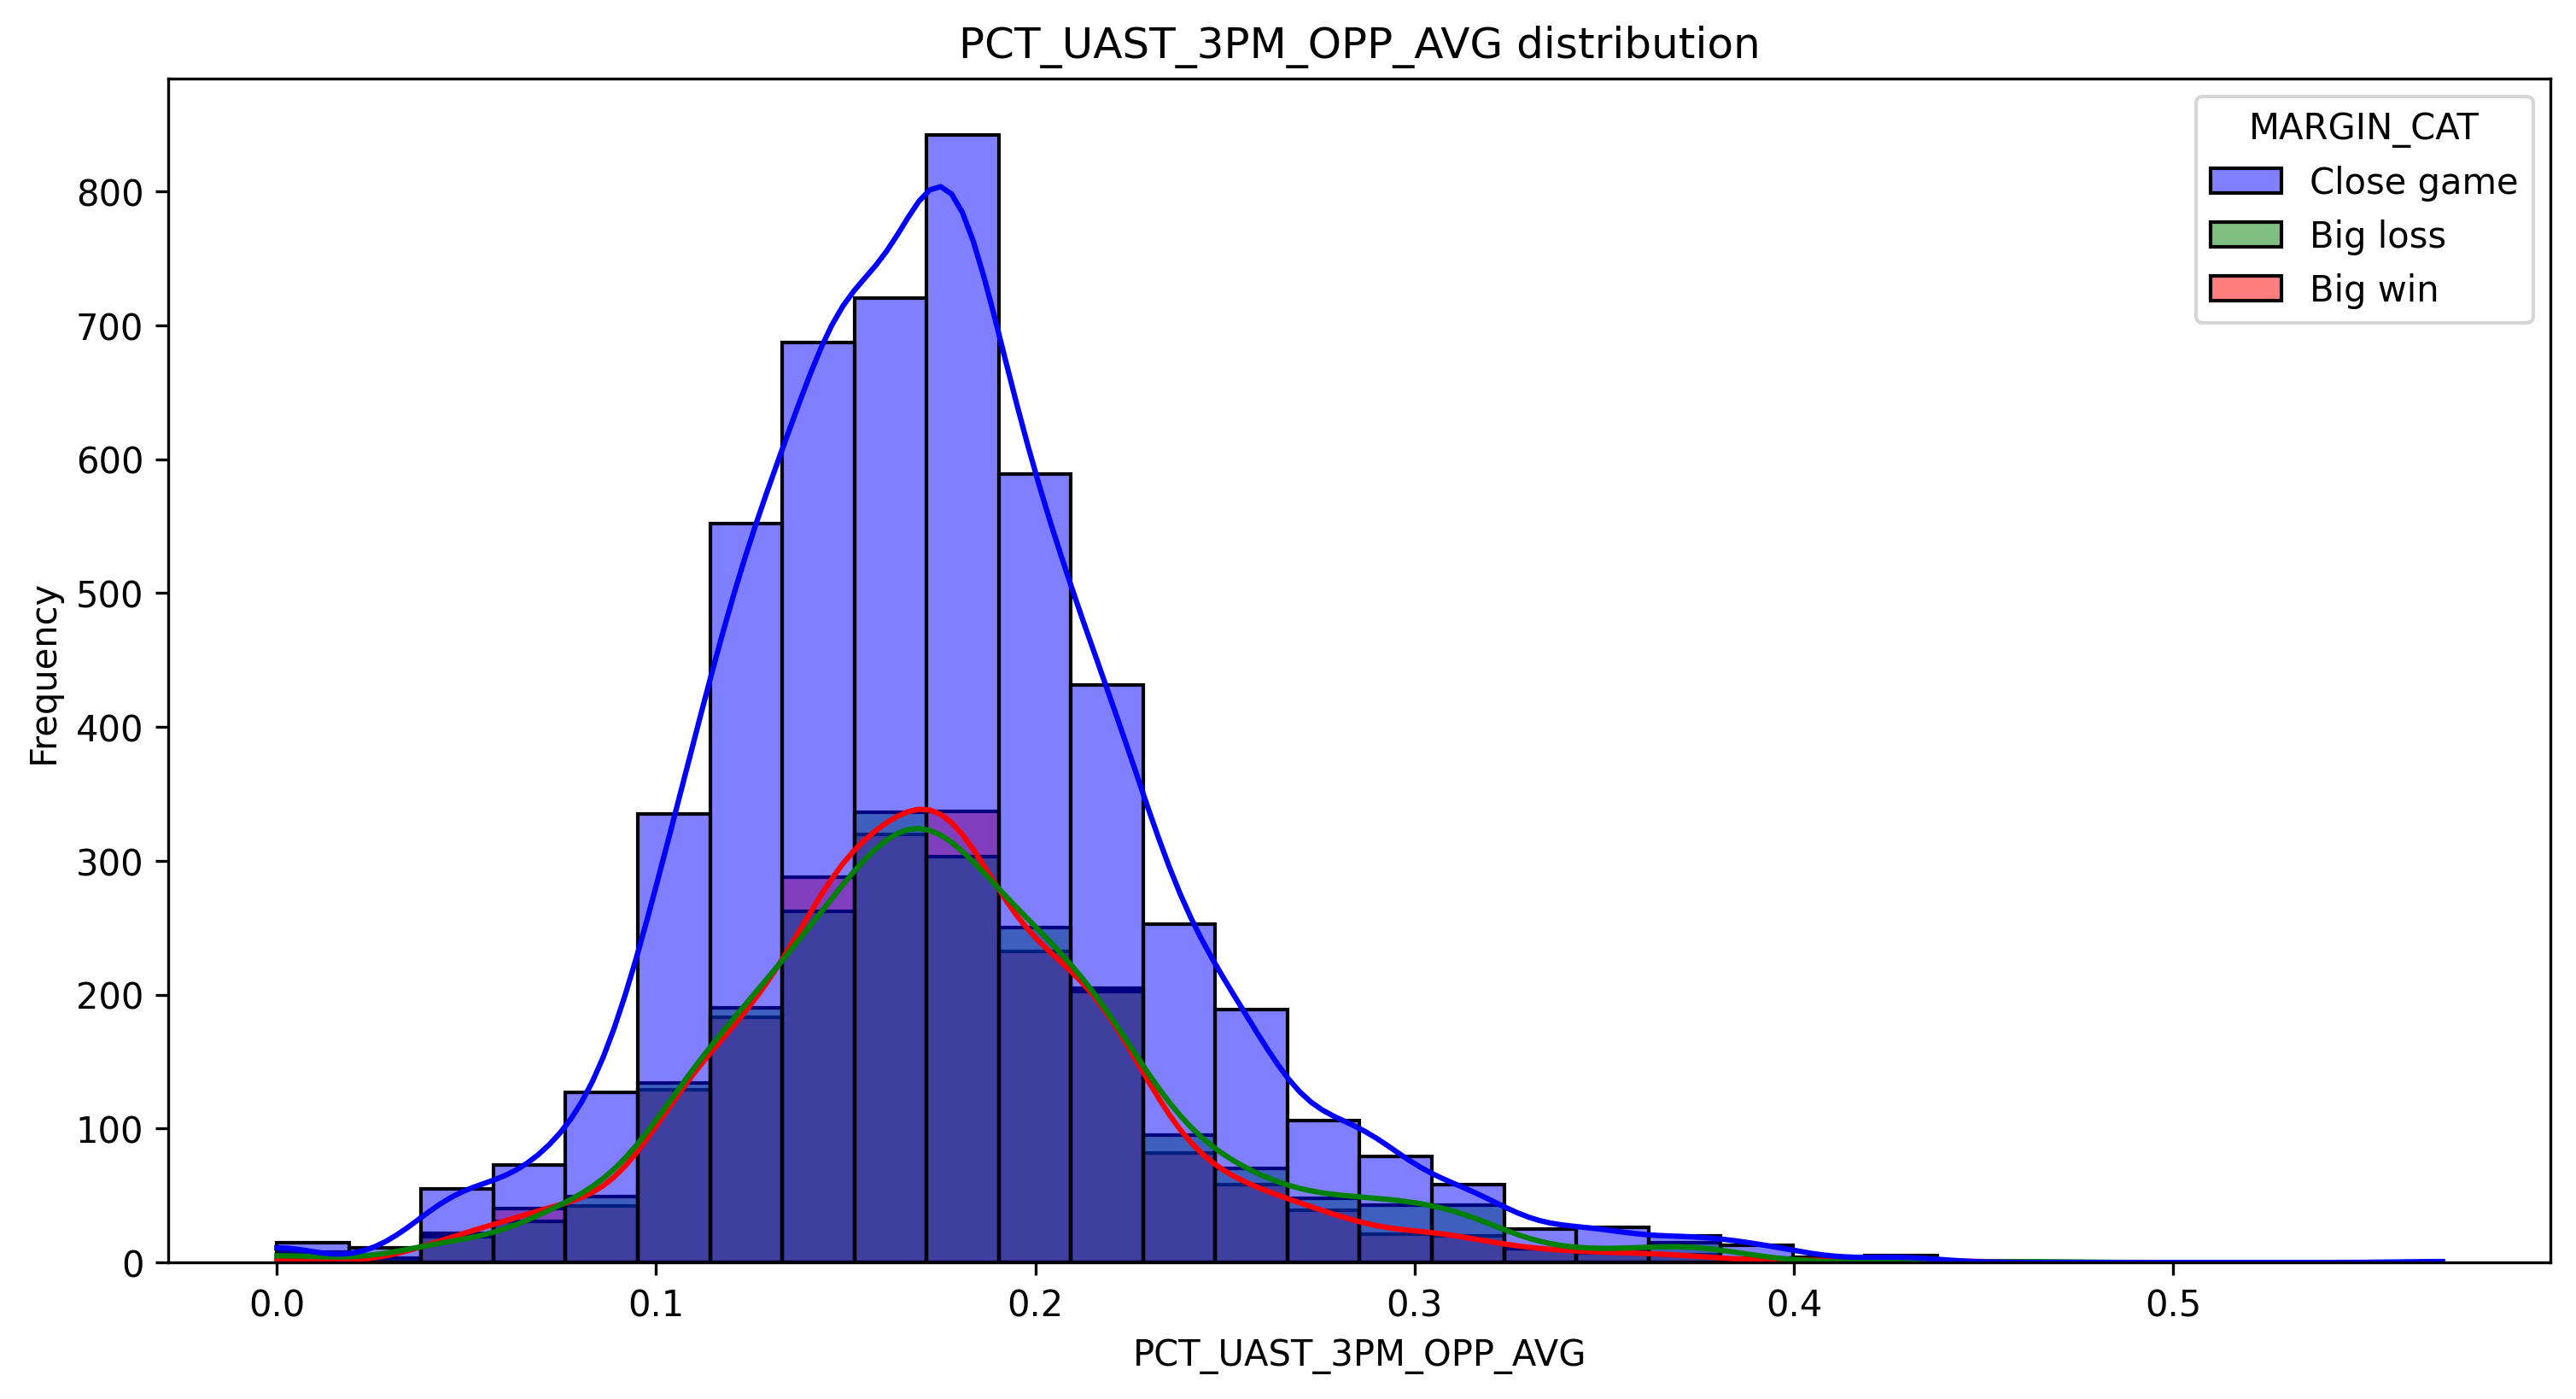 PCT_UAST_3PM_OPP_AVG distribution
MARGIN_CAT
Close game
Big loss
Big win
Frequency
800
700
600
500
400
300
200
100
0
0.0 0.1 0.2 0.3 0.4 0.5
PCT_UAST_3PM_OPP_AVG